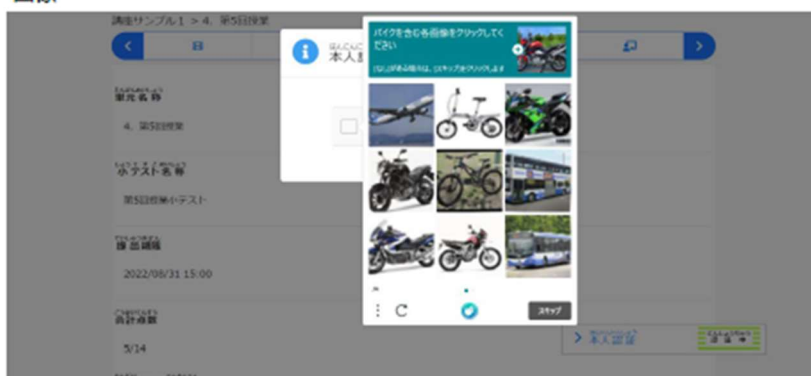 講座サンプル1 > 4. 第5回授業
バイクを含む各画像をクリックしてく
ださい
単元名称
4. 第5回授業
小テスト名称
第5回授業小テスト
提出期限
2022/08/31 15:00
合計点数
5/14
スキップ
本人認証